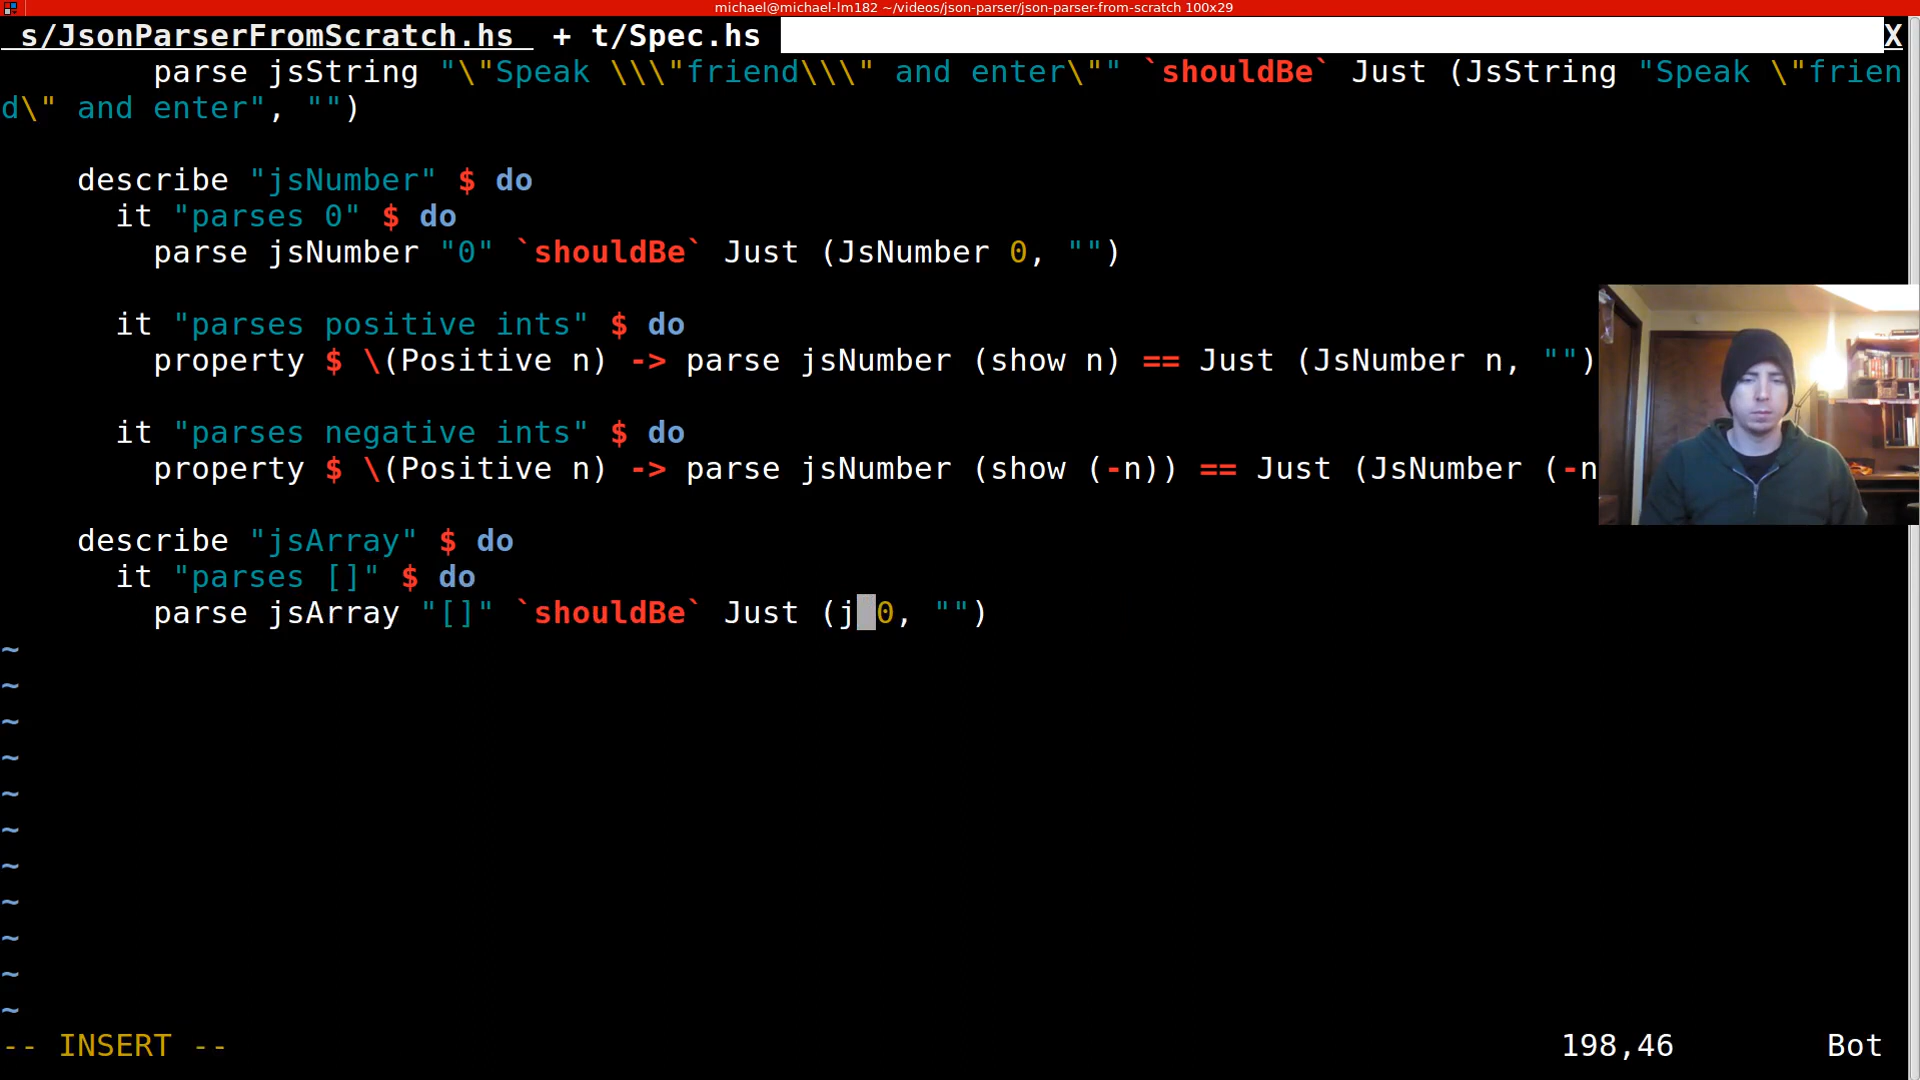 michael@michael-lm182 ~/videos/json-parser/json-parser-from-scratch 100x29
s/JsonParserFromScratch.hs  + t/Spec.hs X
parse jsString "\"Speak \\\"friend\\\" and enter\"" `shouldBe` Just (JsString "Speak \"frien
d\" and enter", "")
describe "jsNumber" $ do
it "parses 0" $ do
parse jsNumber "0" `shouldBe` Just (JsNumber 0, "")
it "parses positive ints" $ do
property $ \(Positive n) -> parse jsNumber (show n) == Just (JsNumber n, "")
it "parses negative ints" $ do
property $ \(Positive n) -> parse jsNumber (show (-n)) == Just (JsNumber (-n
describe "jsArray" $ do
it "parses []" $ do
parse jsArray "[]" `shouldBe` Just (j 0, "")
~
~
~
~
~
~
~
~
~
~
~
-- INSERT -- 198,46 Bot